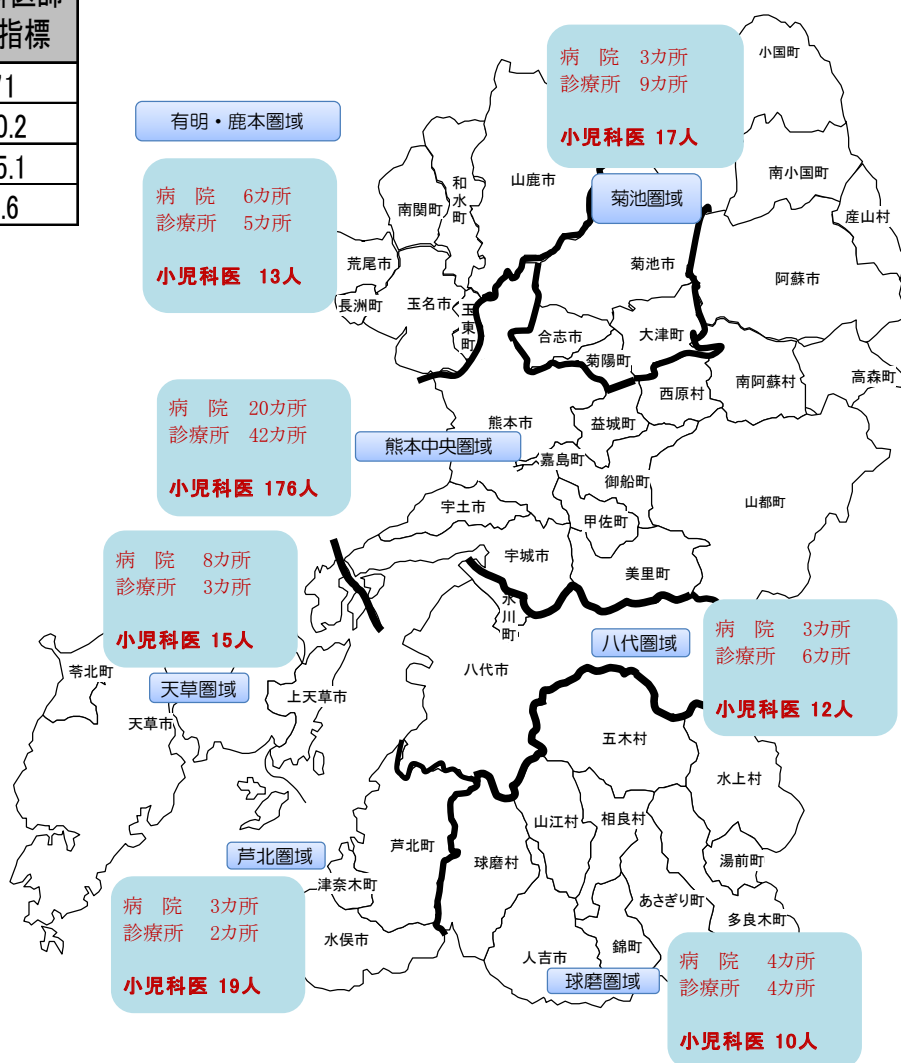 指標
71
0.2
5.1
.6
病 院 3カ所
診療所 9カ所
小児科医 17人
小国町
有明・鹿本圏域
南小国町
産山村
山鹿市
和水町
南関町
菊池圏域
病 院 6カ所
診療所 5カ所
小児科医 13人
荒尾市
長洲町
玉名市
玉東町
菊池市
阿蘇市
合志市
大津町
菊陽町
西原村
南阿蘇村
高森町
病 院 20カ所
診療所 42カ所
小児科医 176人
熊本市
益城町
熊本中央圏域
嘉島町
御船町
山都町
宇土市
甲佐町
宇城市
美里町
氷川町
病 院 8カ所
診療所 3カ所
小児科医 15人
八代圏域
病 院 3カ所
診療所 6カ所
小児科医 12人
苓北町
天草圏域
上天草市
天草市
八代市
五木村
水上村
山江村
相良村
芦北町
球磨村
湯前町
芦北圏域
津奈木町
あさぎり町
多良木町
水俣市
人吉市
錦町
病 院 3カ所
診療所 2カ所
小児科医 19人
球磨圏域
病 院 4カ所
診療所 4カ所
小児科医 10人